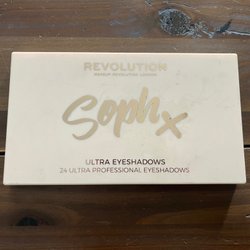 REVOLUTION
MAKEUP REVOLUTION LONDON
Soph x
ULTRA EYESHADOWS
24 ULTRA PROFESSIONAL EYESHADOWS